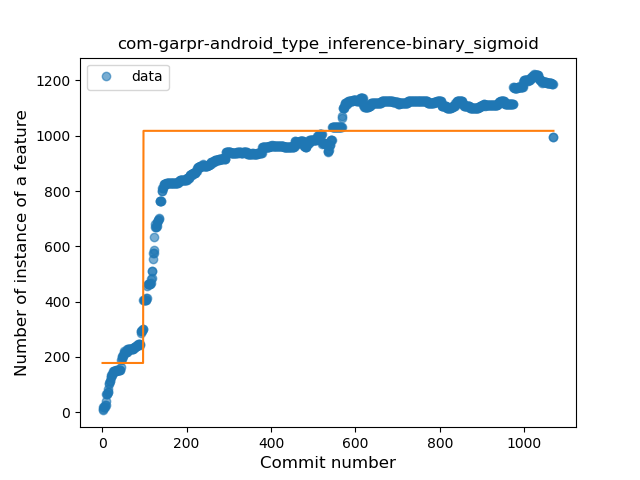 com-garpr-android_type_inference-binary_sigmoid
data
Number of instance of a feature
1200
1000
800
600
400
200
0
0 200 400 600 800 1000
Commit number